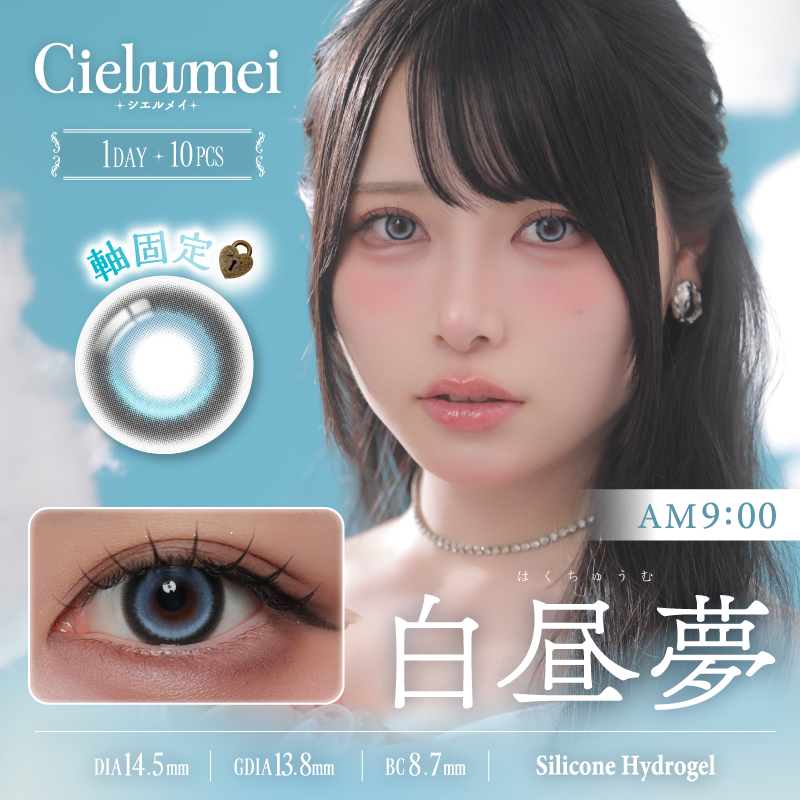 Cielumei
シエルメイ
1DAY 10PCS
軸固定
AM9:00
はくちゅうむ
白昼夢
DIA14.5mm GDIA13.8mm BC8.7mm Silicone Hydrogel